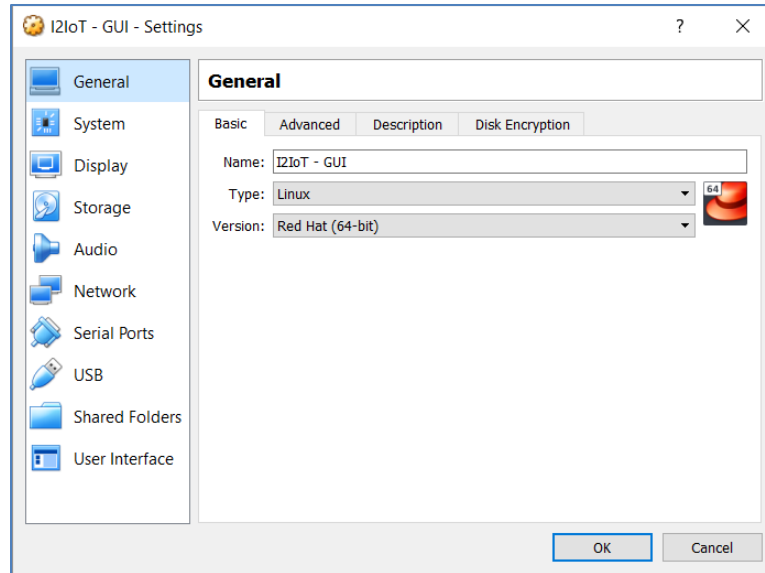 I2IoT - GUI - Settings
?
General
System
Display
Storage
Audio
Network
Serial Ports
USB
Shared Folders
User Interface
General
Basic Advanced Description Disk Encryption
Name: I2IoT - GUI
Type: Linux
64
Version: Red Hat (64-bit)
OK Cancel